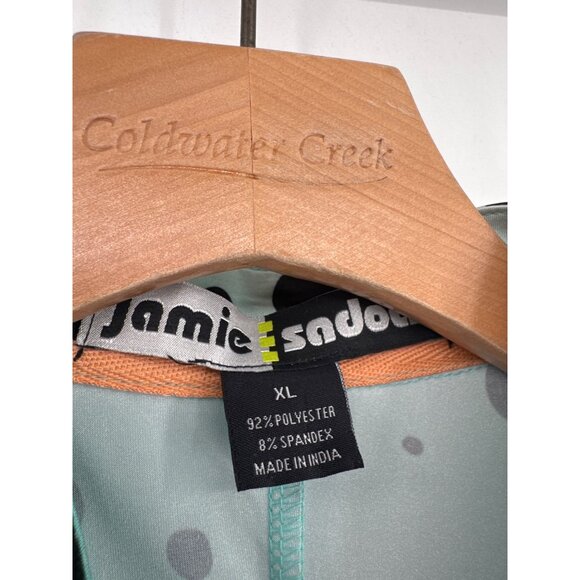 Coldwater Creek
Jamie
XL
92% POLYESTER
8% SPANDEX
MADE IN INDIA